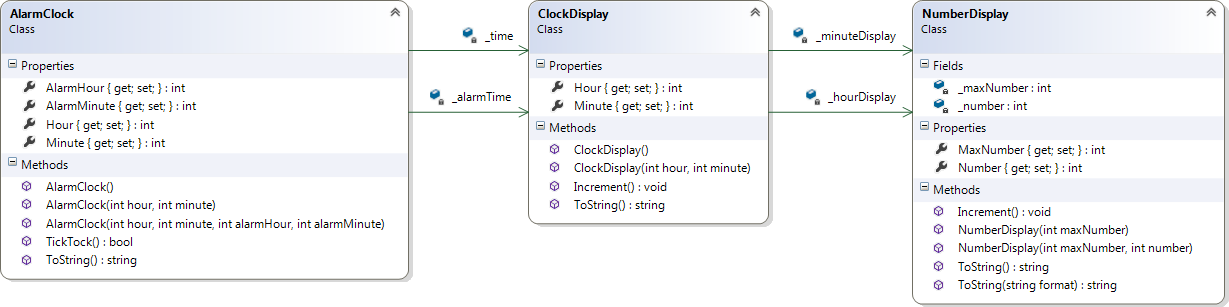 AlarmClock
Class
Properties
AlarmHour { get; set; } : int
AlarmMinute { get; set; } : int
Hour { get; set; } : int
Minute { get; set; } : int
Methods
AlarmClock()
AlarmClock(int hour, int minute)
AlarmClock(int hour, int minute, int alarmHour, int alarmMinute)
TickTock() : bool
ToString() : string
_time
_alarmTime
ClockDisplay
Class
Properties
Hour { get; set; } : int
Minute { get; set; } : int
Methods
ClockDisplay()
ClockDisplay(int hour, int minute)
Increment() : void
ToString() : string
_minuteDisplay
_hourDisplay
NumberDisplay
Class
Fields
_maxNumber : int
_number : int
Properties
MaxNumber { get; set; } : int
Number { get; set; } : int
Methods
Increment() : void
NumberDisplay(int maxNumber)
NumberDisplay(int maxNumber, int number)
ToString() : string
ToString(string format) : string